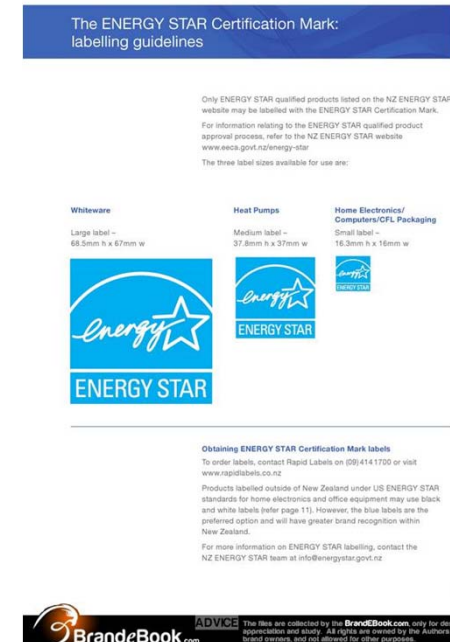 The ENERGY STAR Certification Mark:
labelling guidelines
Only ENERGY STAR qualified products listed on the NZ ENERGY STAR
website may be labelled with the ENERGY STAR Certification Mark.
For information relating to the ENERGY STAR qualified product
approval process, refer to the NZ ENERGY STAR website
www.eeca.govt.nz/energy-star
The three label sizes available for use are:
Whiteware
Large label –
68.5mm h x 67mm w
energy
ENERGY STAR
Heat Pumps
Medium label –
37.8mm h x 37mm w
energy
ENERGY STAR
Home Electronics/
Computers/CFL Packaging
Small label –
16.3mm h x 16mm w
energy
ENERGY STAR
Obtaining ENERGY STAR Certification Mark labels
To order labels, contact Rapid Labels on (09) 414 1700 or visit
www.rapidlabels.co.nz
Products labelled outside of New Zealand under US ENERGY STAR
standards for home electronics and office equipment may use black
and white labels (refer page 11). However, the blue labels are the
preferred option and will have greater brand recognition within
New Zealand.
For more information on ENERGY STAR labelling, contact the
NZ ENERGY STAR team at info@energystar.govt.nz
BrandeBook.com
ADVICE The files are collected by the BrandEBook.com, only for
appreciation and study. All rights are owned by the Authors
brand owners, and not allowed for other purposes.